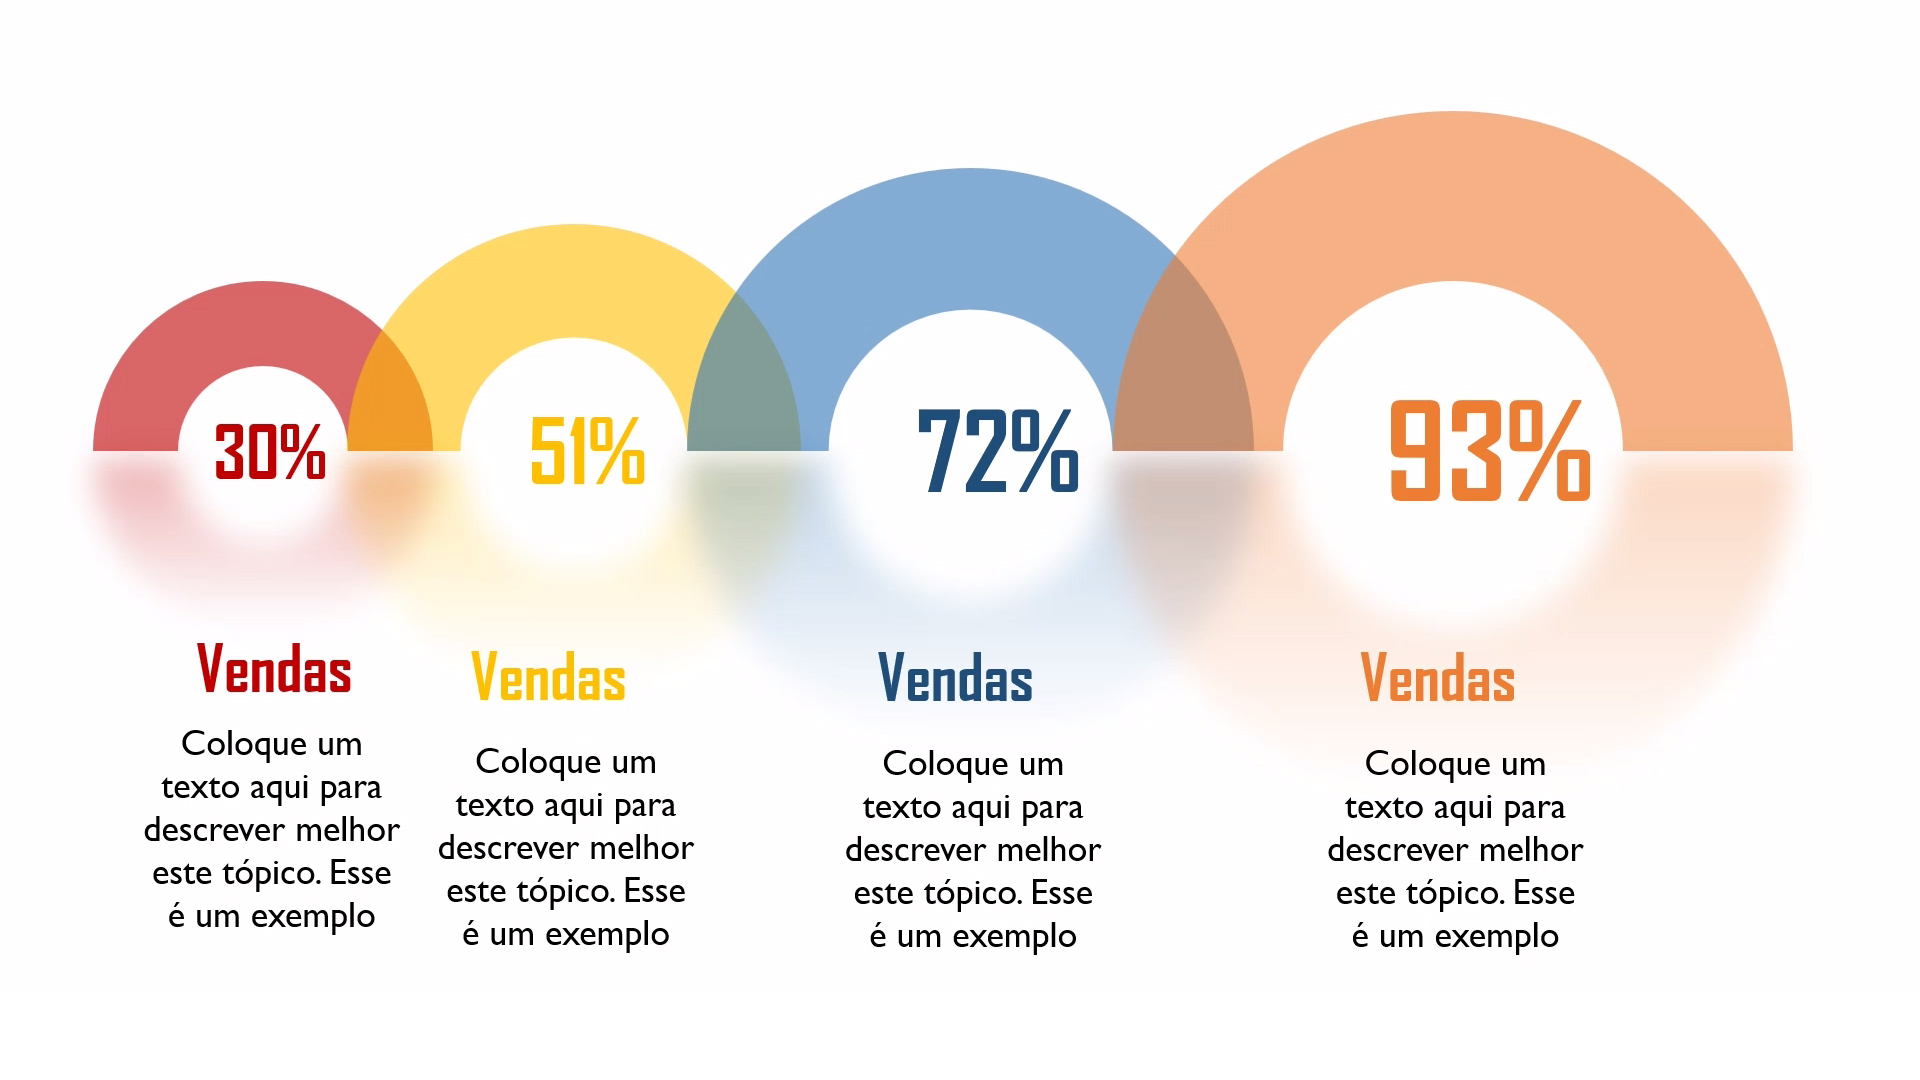 30%
51%
72%
93%
Vendas
Coloque um
texto aqui para
descrever melhor
este tópico. Esse
é um exemplo
Vendas
Coloque um
texto aqui para
descrever melhor
este tópico. Esse
é um exemplo
Vendas
Coloque um
texto aqui para
descrever melhor
este tópico. Esse
é um exemplo
Vendas
Coloque um
texto aqui para
descrever melhor
este tópico. Esse
é um exemplo